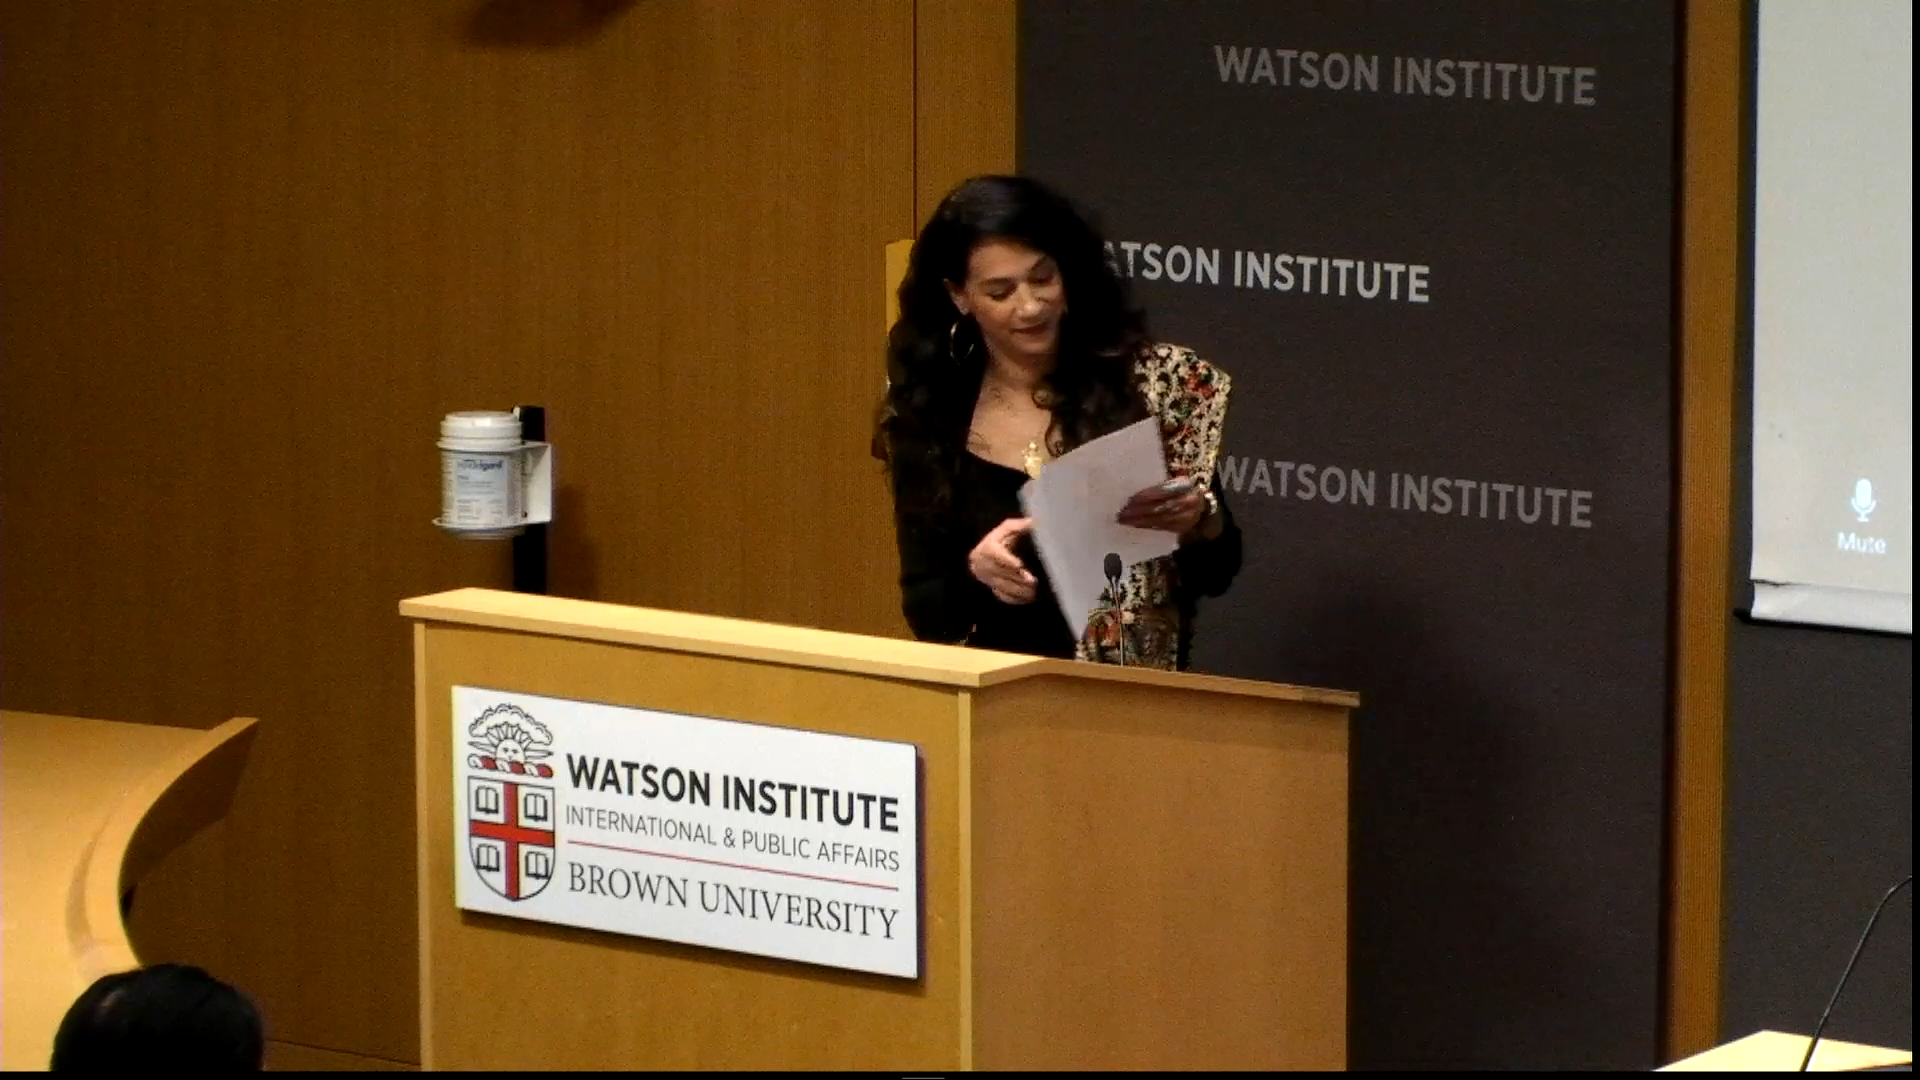 WATSON INSTITUTE
ATSON INSTITUTE
WATSON INSTITUTE
Mute
WATSON INSTITUTE
INTERNATIONAL & PUBLIC AFFAIRS
BROWN UNIVERSITY